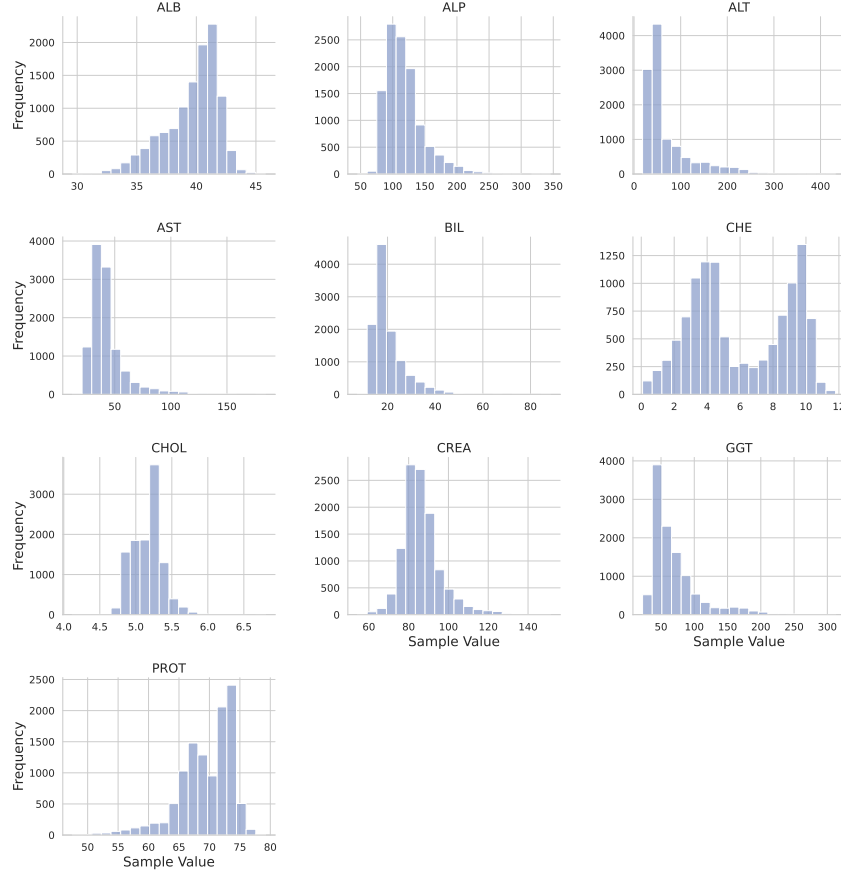 ALB
ALP
ALT
Frequency
2000
1500
1000
500
0
30 35 40 45
2500
2000
1500
1000
500
0
50 100 150 200 250 300 350
4000
3000
2000
1000
0
0 100 200 300 400
AST
BIL
CHE
Frequency
4000
3000
2000
1000
0
50 100 150
4000
3000
2000
1000
0
20 40 60 80
1250
1000
750
500
250
0
0 2 4 6 8 10 12
CHOL
CREA
GGT
Frequency
3000
2000
1000
0
4.0 4.5 5.0 5.5 6.0 6.5
2500
2000
1500
1000
500
0
60 80 100 120 140
Sample Value
4000
3000
2000
1000
0
50 100 150 200 250 300
Sample Value
PROT
Frequency
2500
2000
1500
1000
500
0
50 55 60 65 70 75 80
Sample Value